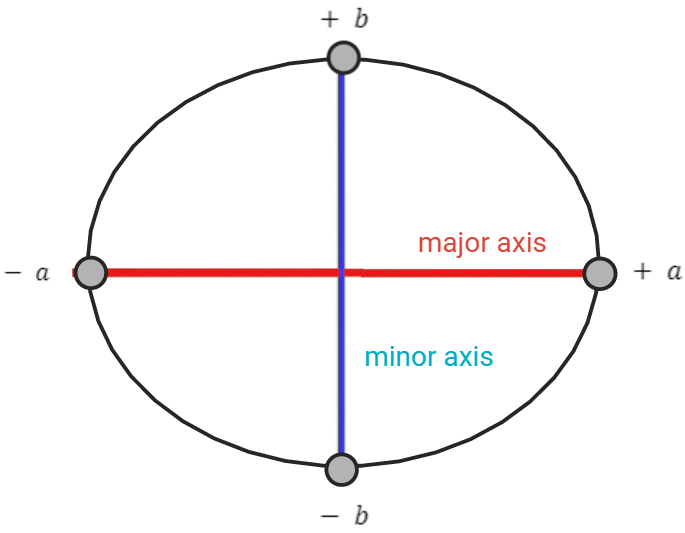 + b
major axis
− a
+ a
minor axis
− b